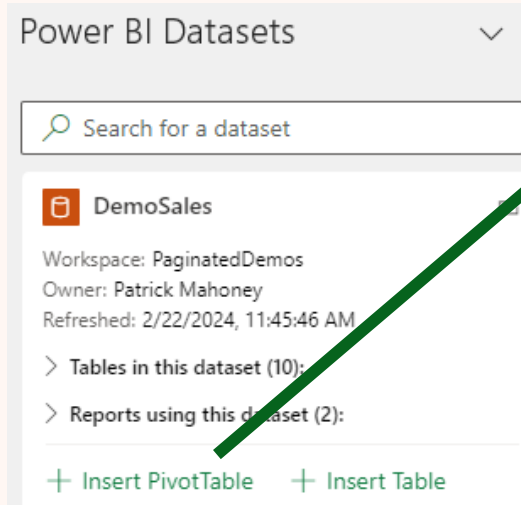 Power BI Datasets
Search for a dataset
DemoSales
Workspace: PaginatedDemos
Owner: Patrick Mahoney
Refreshed: 2/22/2024, 11:45:46 AM
Tables in this dataset (10):
Reports using this dataset (2):
+ Insert PivotTable + Insert Table